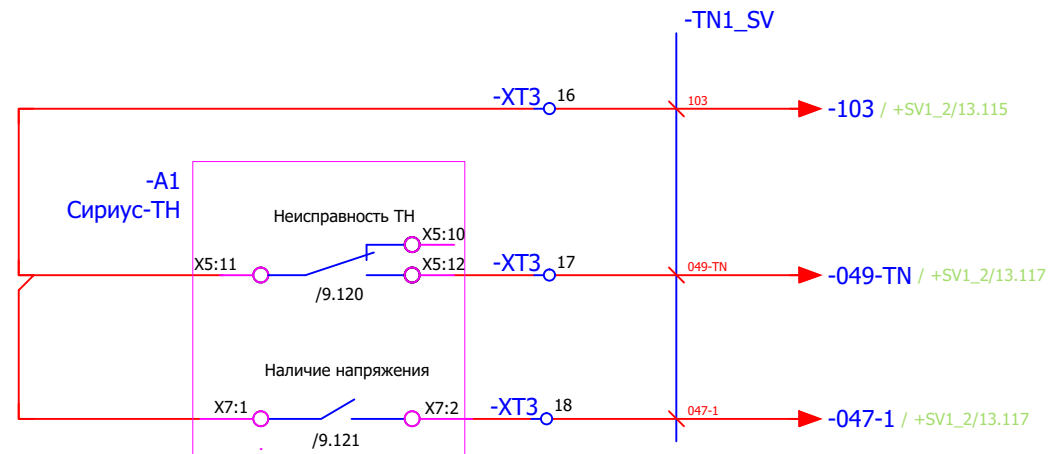 -TN1_SV
-XT3 16
103
-103 / +SV1_2/13.115
-A1
Сириус-ТН
Неисправность ТН
X5:10
X5:11
X5:12
-XT3 17
049-TN
-049-TN / +SV1_2/13.117
/9.120
Наличие напряжения
X7:1
X7:2
-XT3 18
047-1
-047-1 / +SV1_2/13.117
/9.121